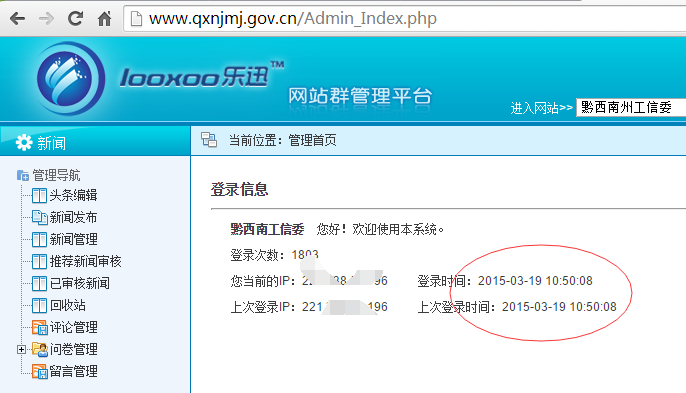 www.qxnjmj.gov.cn/Admin_Index.php
looxoo乐迅™
网站群管理平台
进入网站>> 黔西南州工信委
新闻
当前位置：管理首页
管理导航
头条编辑
新闻发布
新闻管理
推荐新闻审核
已审核新闻
回收站
评论管理
问卷管理
留言管理
登录信息
黔西南工信委 您好！欢迎使用本系统。
登录次数：1803
您当前的IP：22 96 登录时间：2015-03-19 10:50:08
上次登录IP：221 196 上次登录时间：2015-03-19 10:50:08